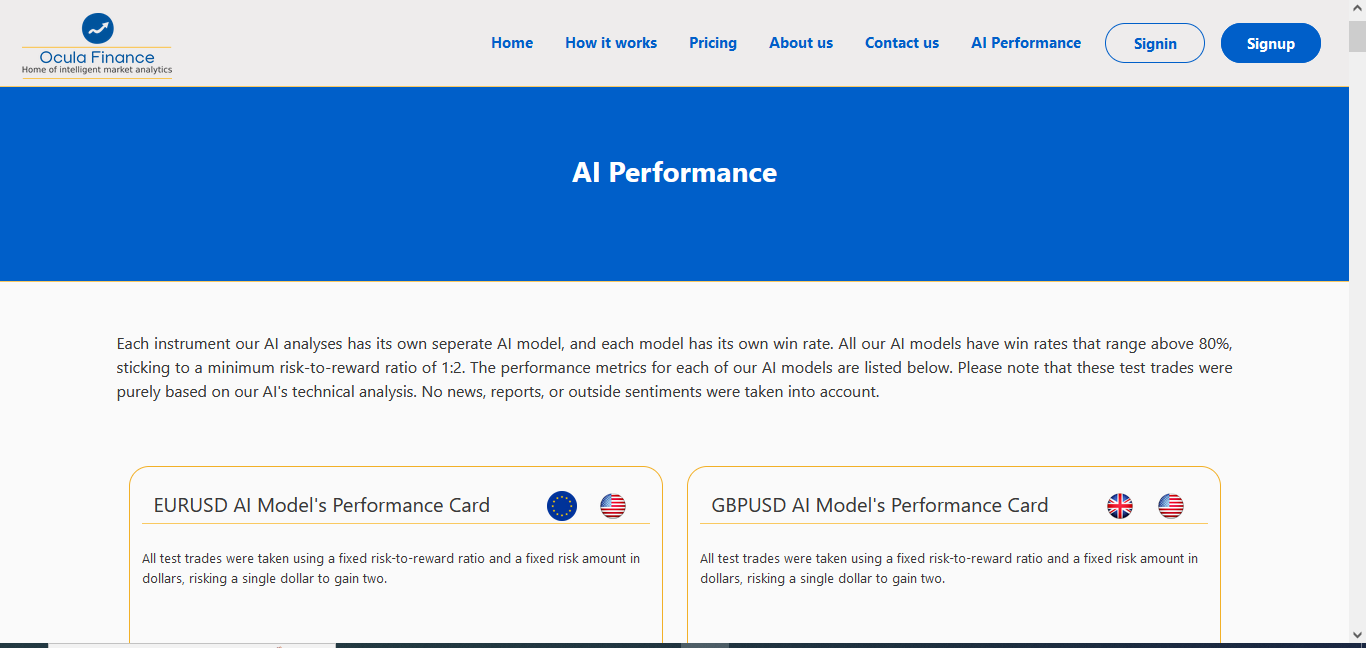 Ocula Finance
Home of intelligent market analytics
Home
How it works
Pricing
About us
Contact us
AI Performance
Signin
Signup
AI Performance
Each instrument our AI analyses has its own seperate AI model, and each model has its own win rate. All our AI models have win rates that range above 80%,
sticking to a minimum risk-to-reward ratio of 1:2. The performance metrics for each of our AI models are listed below. Please note that these test trades were
purely based on our AI's technical analysis. No news, reports, or outside sentiments were taken into account.
EURUSD AI Model's Performance Card
All test trades were taken using a fixed risk-to-reward ratio and a fixed risk amount in
dollars, risking a single dollar to gain two.
GBPUSD AI Model's Performance Card
All test trades were taken using a fixed risk-to-reward ratio and a fixed risk amount in
dollars, risking a single dollar to gain two.